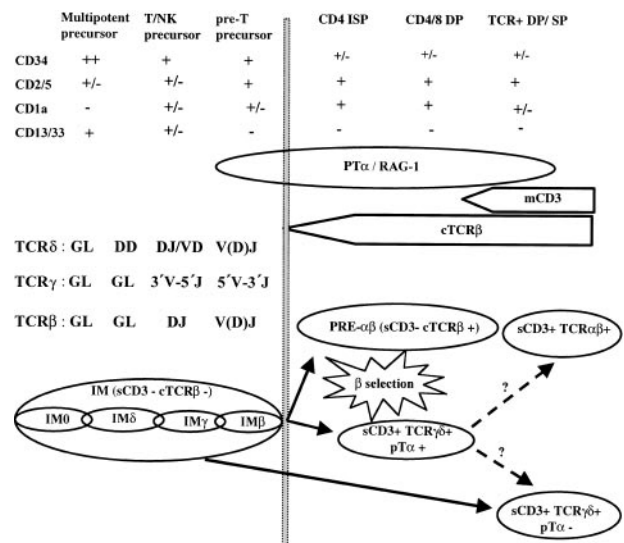 Multipotent precursor T/NK precursor pre-T precursor CD4 ISP CD4/8 DP TCR+ DP/ SP
CD34 ++ + + +/- +/- +/-
CD2/5 +/- +/- + + + +
CD1a - +/- +/- + + +/-
CD13/33 + +/- - - - -
PTα / RAG-1
mCD3
cTCRβ
TCRδ : GL DD DJ/VD V(D)J
TCRγ : GL GL 3´V-5´J 5´V-3´J
TCRβ : GL GL DJ V(D)J
PRE-αβ (sCD3- cTCRβ +)
sCD3+ TCRαβ+
β selection
IM (sCD3 - cTCRβ -)
IM0 IMδ IMγ IMβ
?
sCD3+ TCRγδ+
pTα +
?
sCD3+ TCRγδ+
pTα -